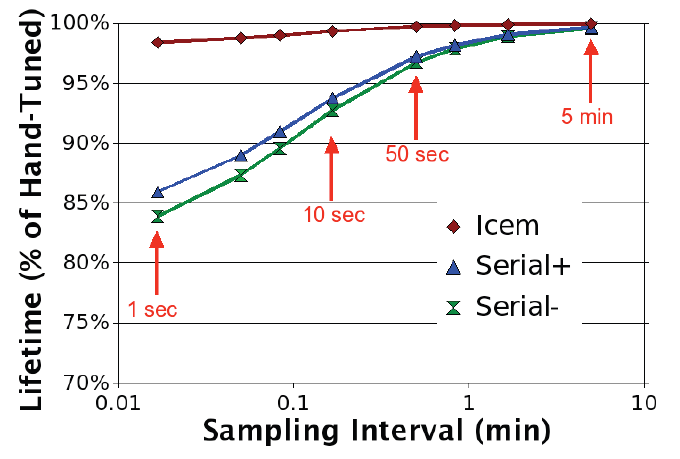 Lifetime (% of Hand-Tuned)
100%
95%
90%
85%
80%
75%
70%
5 min
50 sec
10 sec
1 sec
Icem
Serial+
Serial-
0.01
0.1
1
10
Sampling Interval (min)